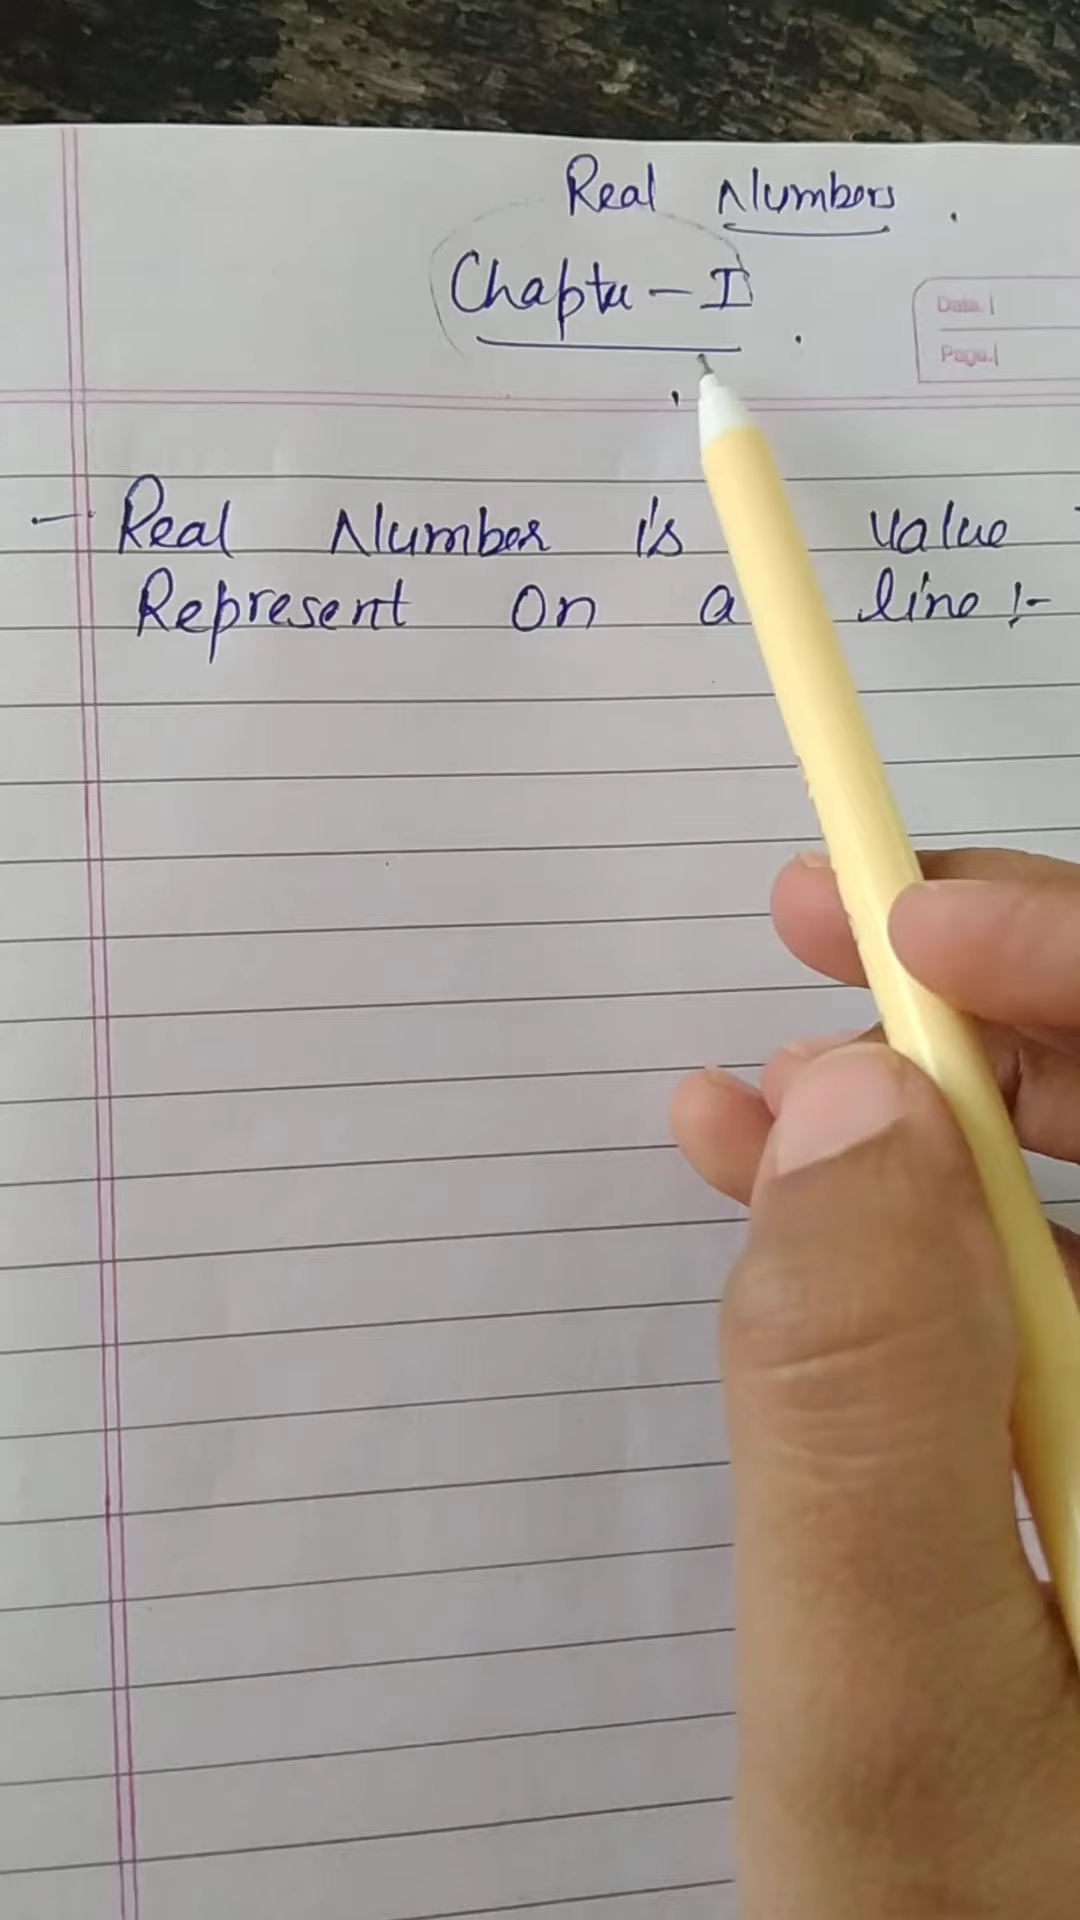 Real Numbers.
Chapter - I.
Date.
Page.
- Real Number is value
Represent on a line :-